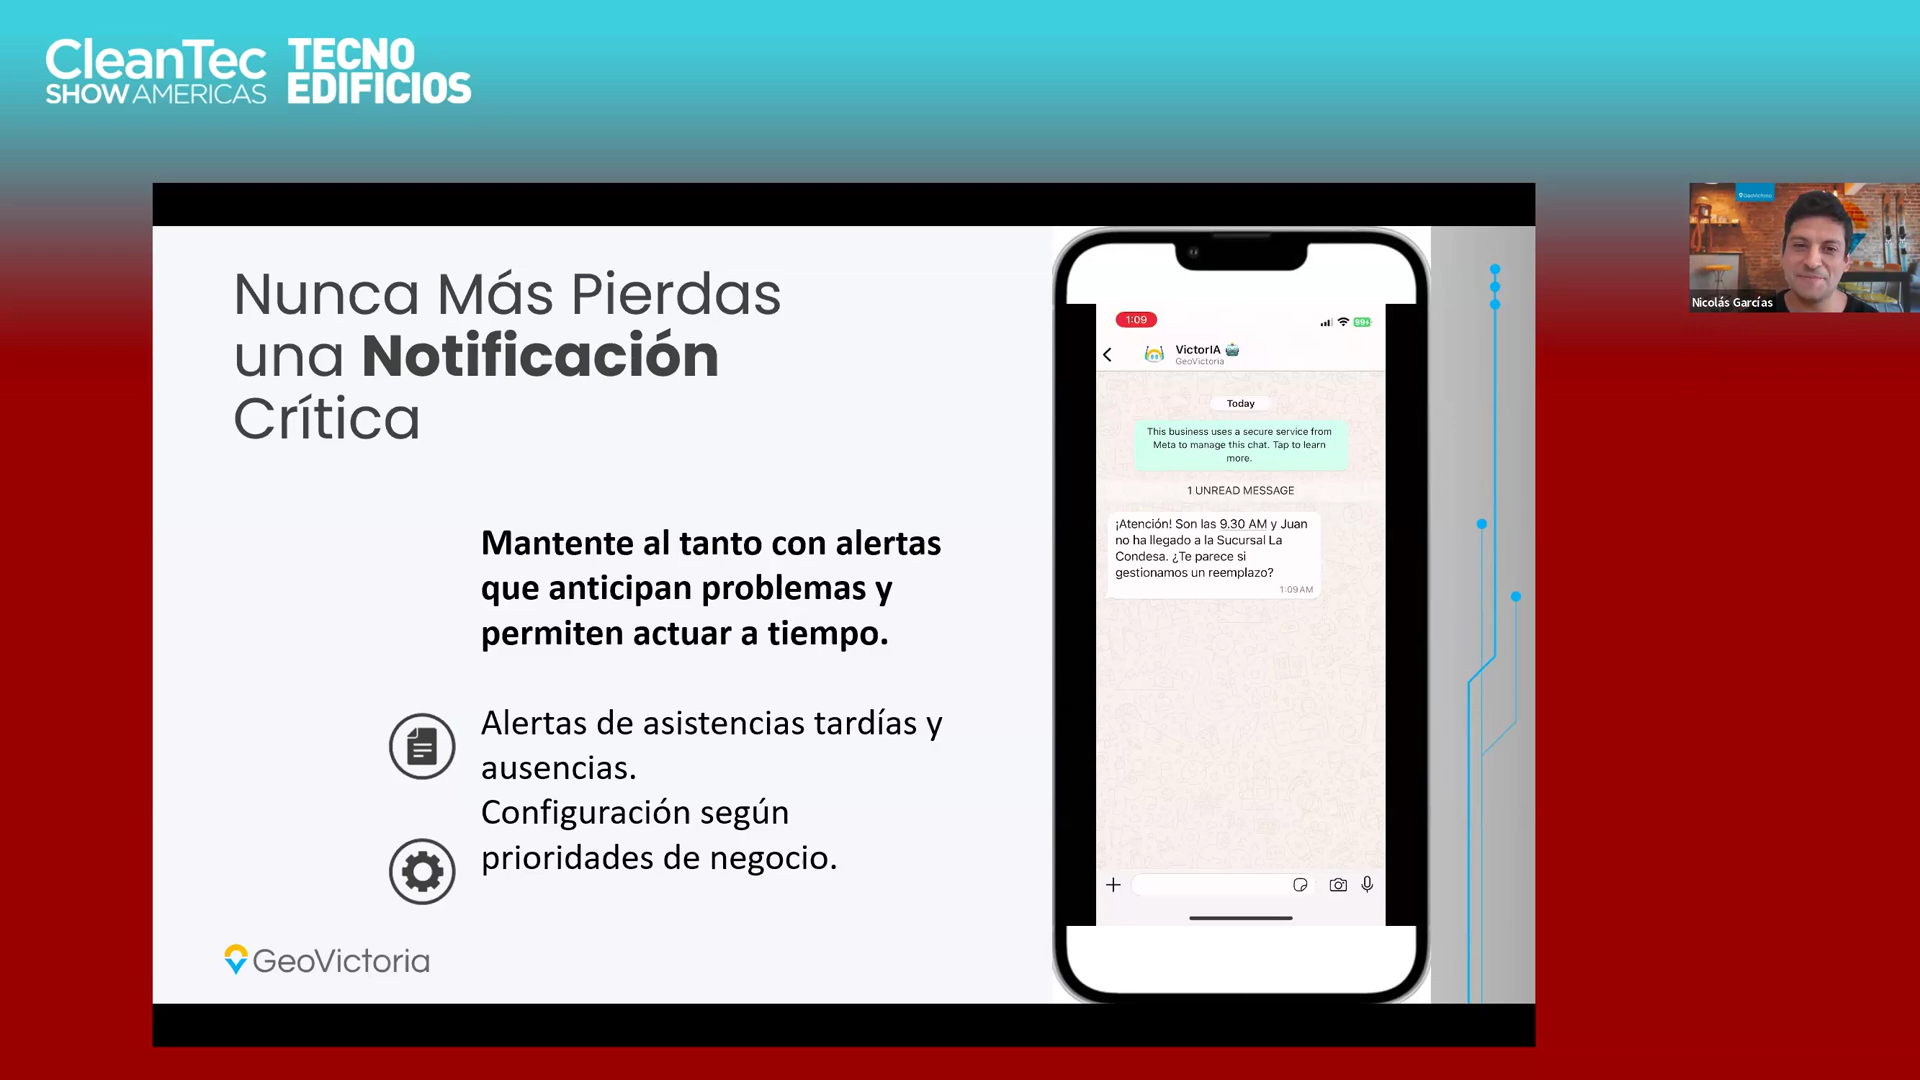 CleanTec
SHOW AMERICAS
TECNO
EDIFICIOS
GeoVictoria
Nicolás Garcías
Nunca Más Pierdas
una Notificación
Crítica
Mantente al tanto con alertas
que anticipan problemas y
permiten actuar a tiempo.
Alertas de asistencias tardías y
ausencias.
Configuración según
prioridades de negocio.
GeoVictoria
1:09
99+
VictorIA
GeoVictoria
Today
This business uses a secure service from
Meta to manage this chat. Tap to learn
more.
1 UNREAD MESSAGE
¡Atención! Son las 9.30 AM y Juan
no ha llegado a la Sucursal La
Condesa. ¿Te parece si
gestionamos un reemplazo?
1:09 AM